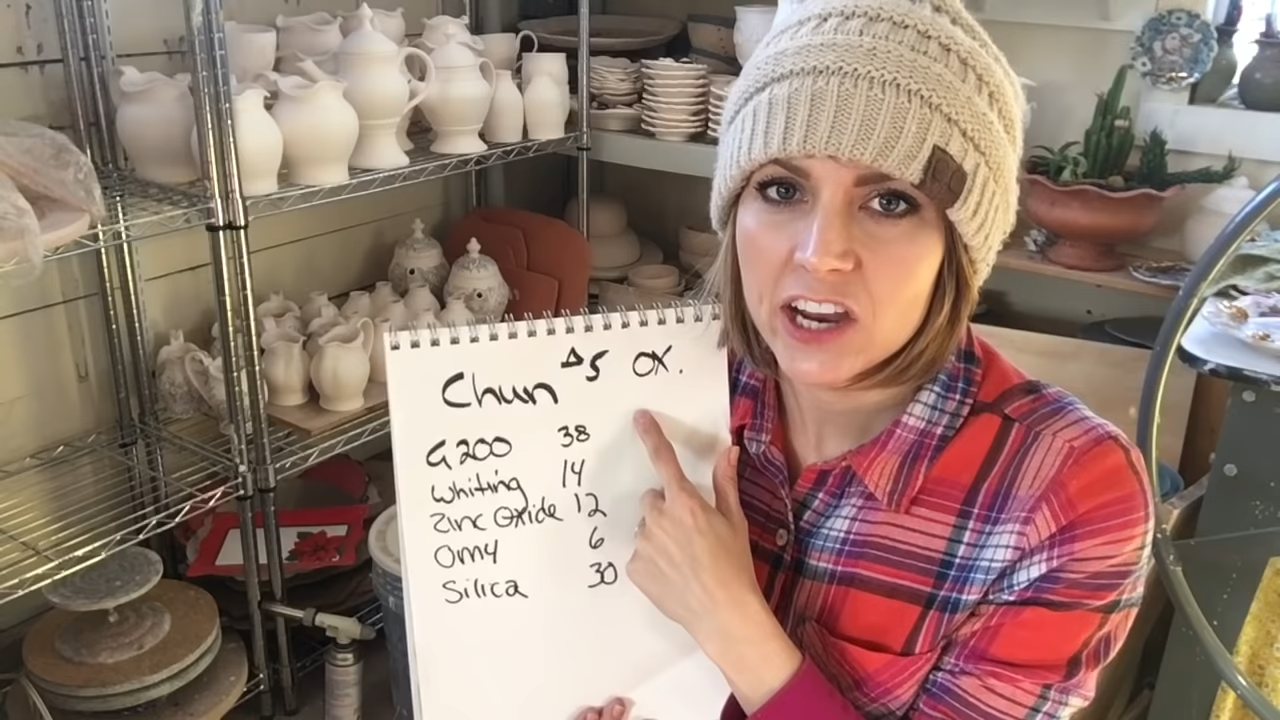 Chun △5 OX.
G200 38
Whiting 14
Zinc Oxide 12
OM4 6
Silica 30